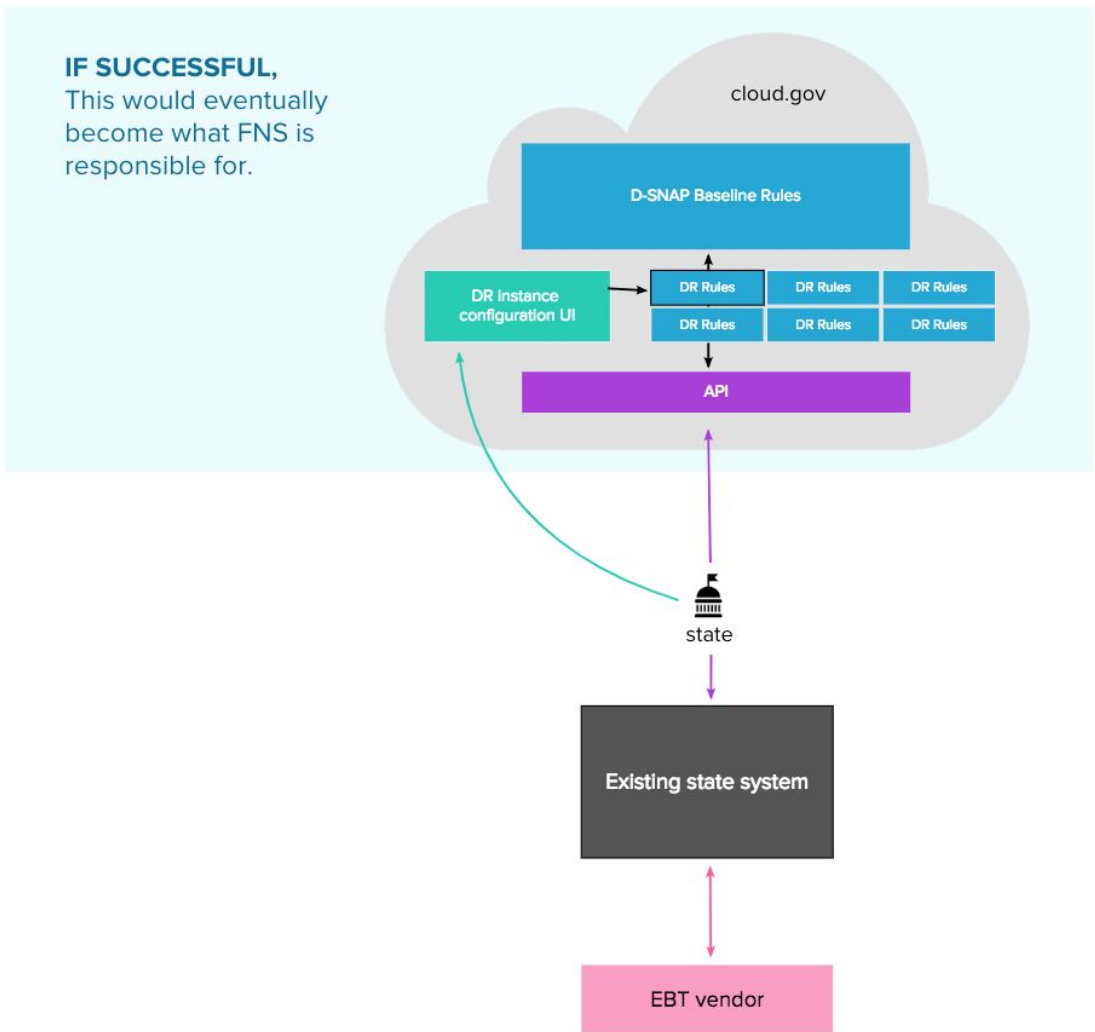 IF SUCCESSFUL,
This would eventually
become what FNS is
responsible for.
cloud.gov
D-SNAP Baseline Rules
DR instance
configuration UI
DR Rules
DR Rules
DR Rules
DR Rules
DR Rules
DR Rules
API
state
Existing state system
EBT vendor